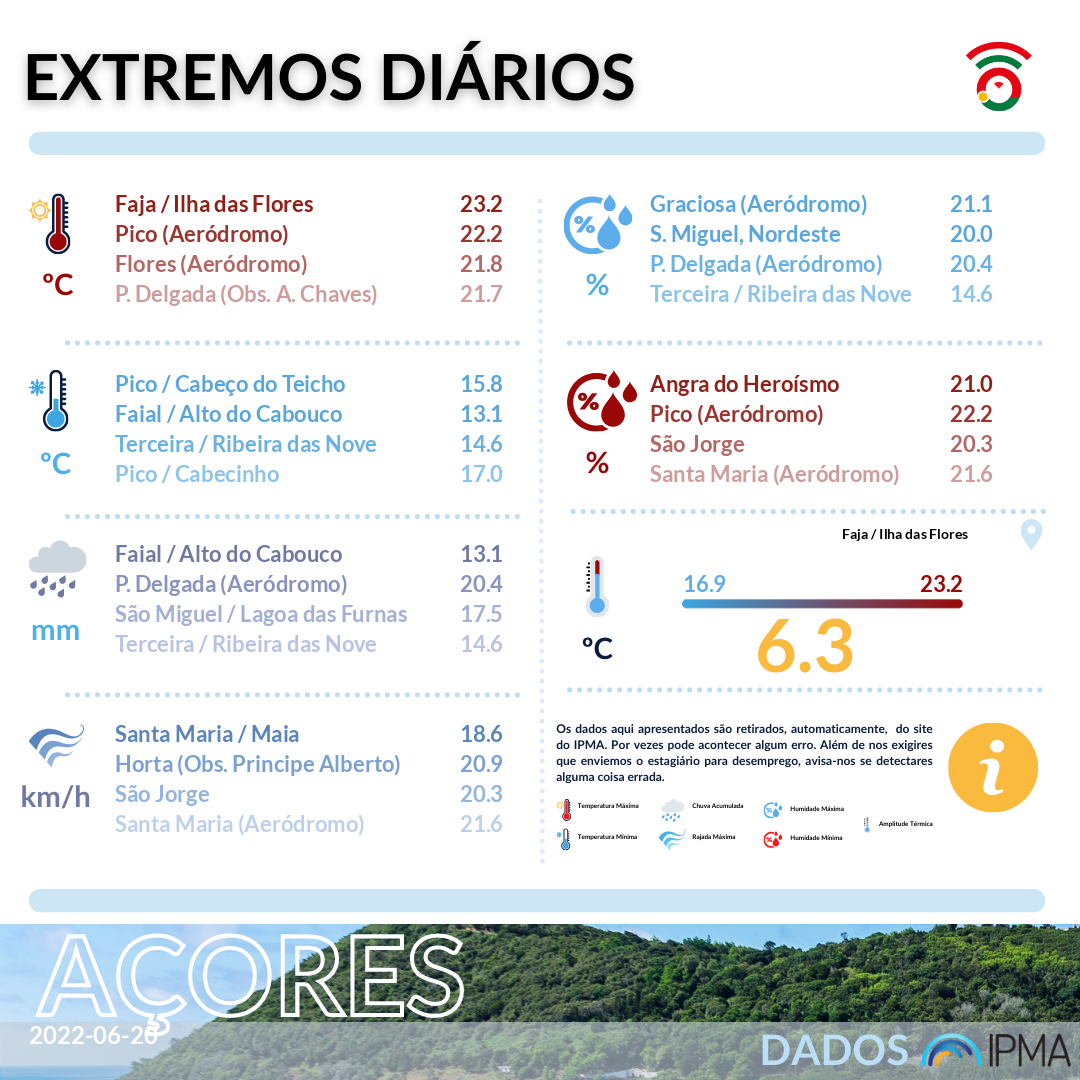 EXTREMOS DIÁRIOS
Faja / Ilha das Flores 23.2
Pico (Aeródromo) 22.2
Flores (Aeródromo) 21.8
P. Delgada (Obs. A. Chaves) 21.7
ºC
Graciosa (Aeródromo) 21.1
S. Miguel, Nordeste 20.0
P. Delgada (Aeródromo) 20.4
Terceira / Ribeira das Nove 14.6
%
%
Pico / Cabeço do Teicho 15.8
Faial / Alto do Cabouco 13.1
Terceira / Ribeira das Nove 14.6
Pico / Cabecinho 17.0
ºC
Angra do Heroísmo 21.0
Pico (Aeródromo) 22.2
São Jorge 20.3
Santa Maria (Aeródromo) 21.6
%
%
Faial / Alto do Cabouco 13.1
P. Delgada (Aeródromo) 20.4
São Miguel / Lagoa das Furnas 17.5
Terceira / Ribeira das Nove 14.6
mm
Faja / Ilha das Flores
16.9 23.2
6.3
ºC
Santa Maria / Maia 18.6
Horta (Obs. Principe Alberto) 20.9
São Jorge 20.3
Santa Maria (Aeródromo) 21.6
km/h
Os dados aqui apresentados são retirados, automaticamente, do site
do IPMA. Por vezes pode acontecer algum erro. Além de nos exigires
que enviemos o estagiário para desemprego, avisa-nos se detectares
alguma coisa errada.
i
Temperatura Máxima Chuva Acumulada % Humidade Máxima
Amplitude Térmica
Temperatura Mínima Rajada Máxima % Humidade Mínima
AÇORES
2022-06-20
DADOS IPMA